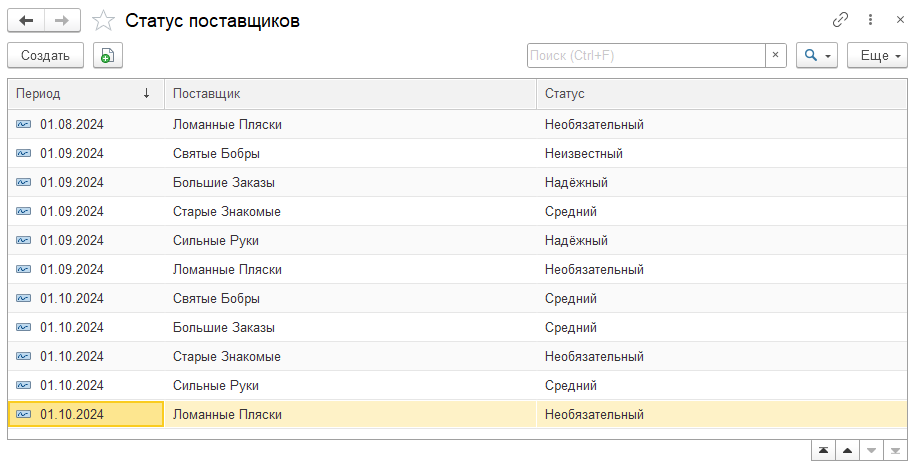 Статус поставщиков
Создать Поиск (Ctrl+F) × Еще
Период ↓ Поставщик Статус
01.08.2024 Ломанные Пляски Необязательный
01.09.2024 Святые Бобры Неизвестный
01.09.2024 Большие Заказы Надёжный
01.09.2024 Старые Знакомые Средний
01.09.2024 Сильные Руки Надёжный
01.09.2024 Ломанные Пляски Необязательный
01.10.2024 Святые Бобры Средний
01.10.2024 Большие Заказы Средний
01.10.2024 Старые Знакомые Необязательный
01.10.2024 Сильные Руки Средний
01.10.2024 Ломанные Пляски Необязательный